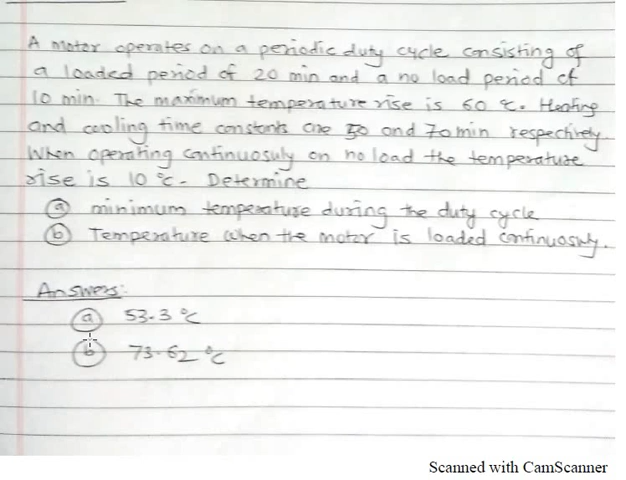 A motor operates on a periodic duty cycle consisting of
a loaded period of 20 min and a no load period of
10 min. The maximum temperature rise is 60 °c. Heating
and cooling time constants are 50 and 70 min respectively.
When operating continuosuly on no load the temperature
rise is 10 °c. Determine
(a) minimum temperature during the duty cycle
(b) Temperature when the motor is loaded continuosuly.
Answers:
(a) 53.3 °c
(b) 73.62 °c
Scanned with CamScanner